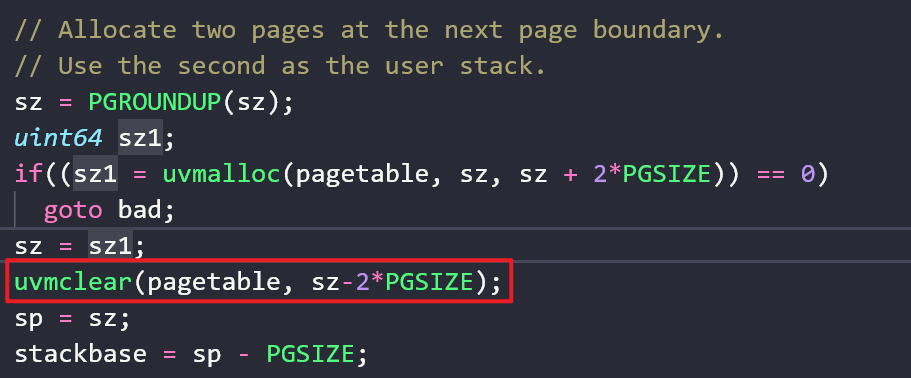 // Allocate two pages at the next page boundary.
// Use the second as the user stack.
sz = PGROUNDUP(sz);
uint64 sz1;
if((sz1 = uvmalloc(pagetable, sz, sz + 2*PGSIZE)) == 0)
  goto bad;
sz = sz1;
uvmclear(pagetable, sz-2*PGSIZE);
sp = sz;
stackbase = sp - PGSIZE;